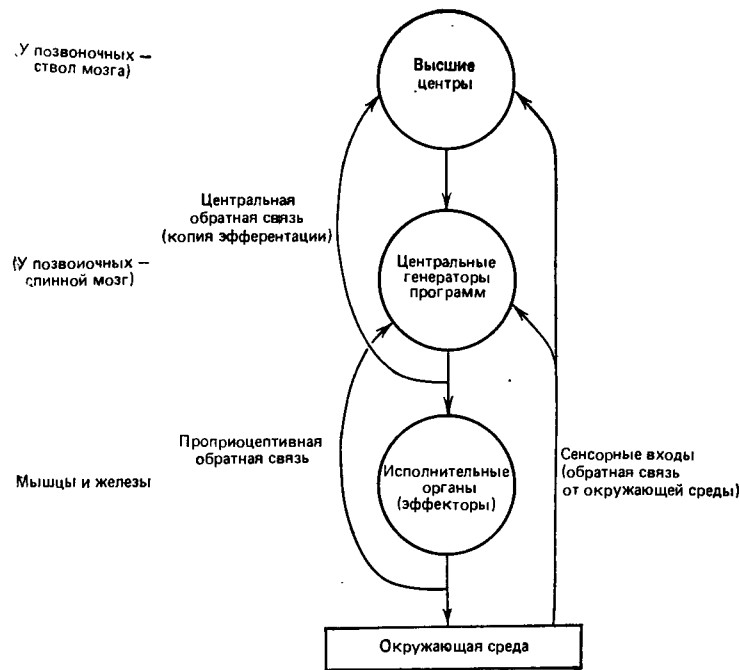 У позвоночных –
ствол мозга)
Высшие
центры
Центральная
обратная связь
(копия эфферентации)
(У позвоночных –
спинной мозг)
Центральные
генераторы
программ
Проприоцептивная
обратная связь
Мышцы и железы
Исполнительные
органы
(эффекторы)
Сенсорные входы
(обратная связь
от окружающей среды)
Окружающая среда